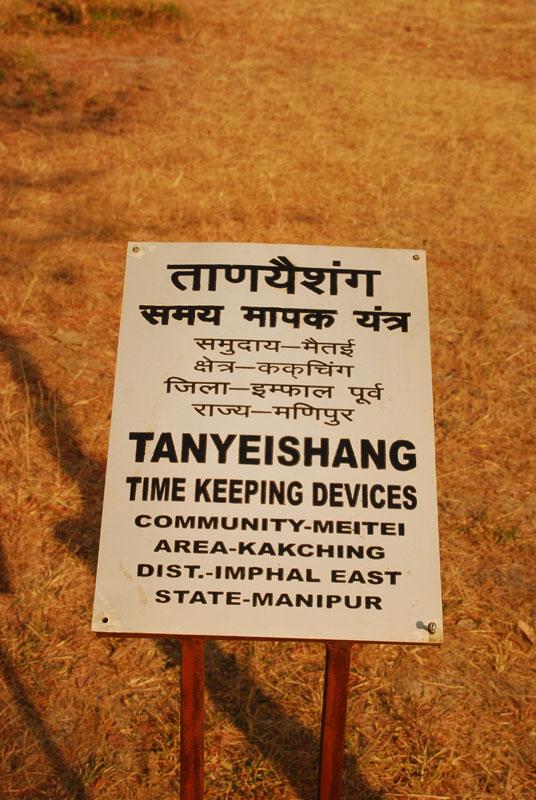 ताणयैशंग
समय मापक यंत्र
समुदाय–मैतई
क्षेत्र–कक्चिंग
जिला–इम्फाल पूर्व
राज्य–मणिपुर
TANYEISHANG
TIME KEEPING DEVICES
COMMUNITY-MEITEI
AREA-KAKCHING
DIST.-IMPHAL EAST
STATE-MANIPUR